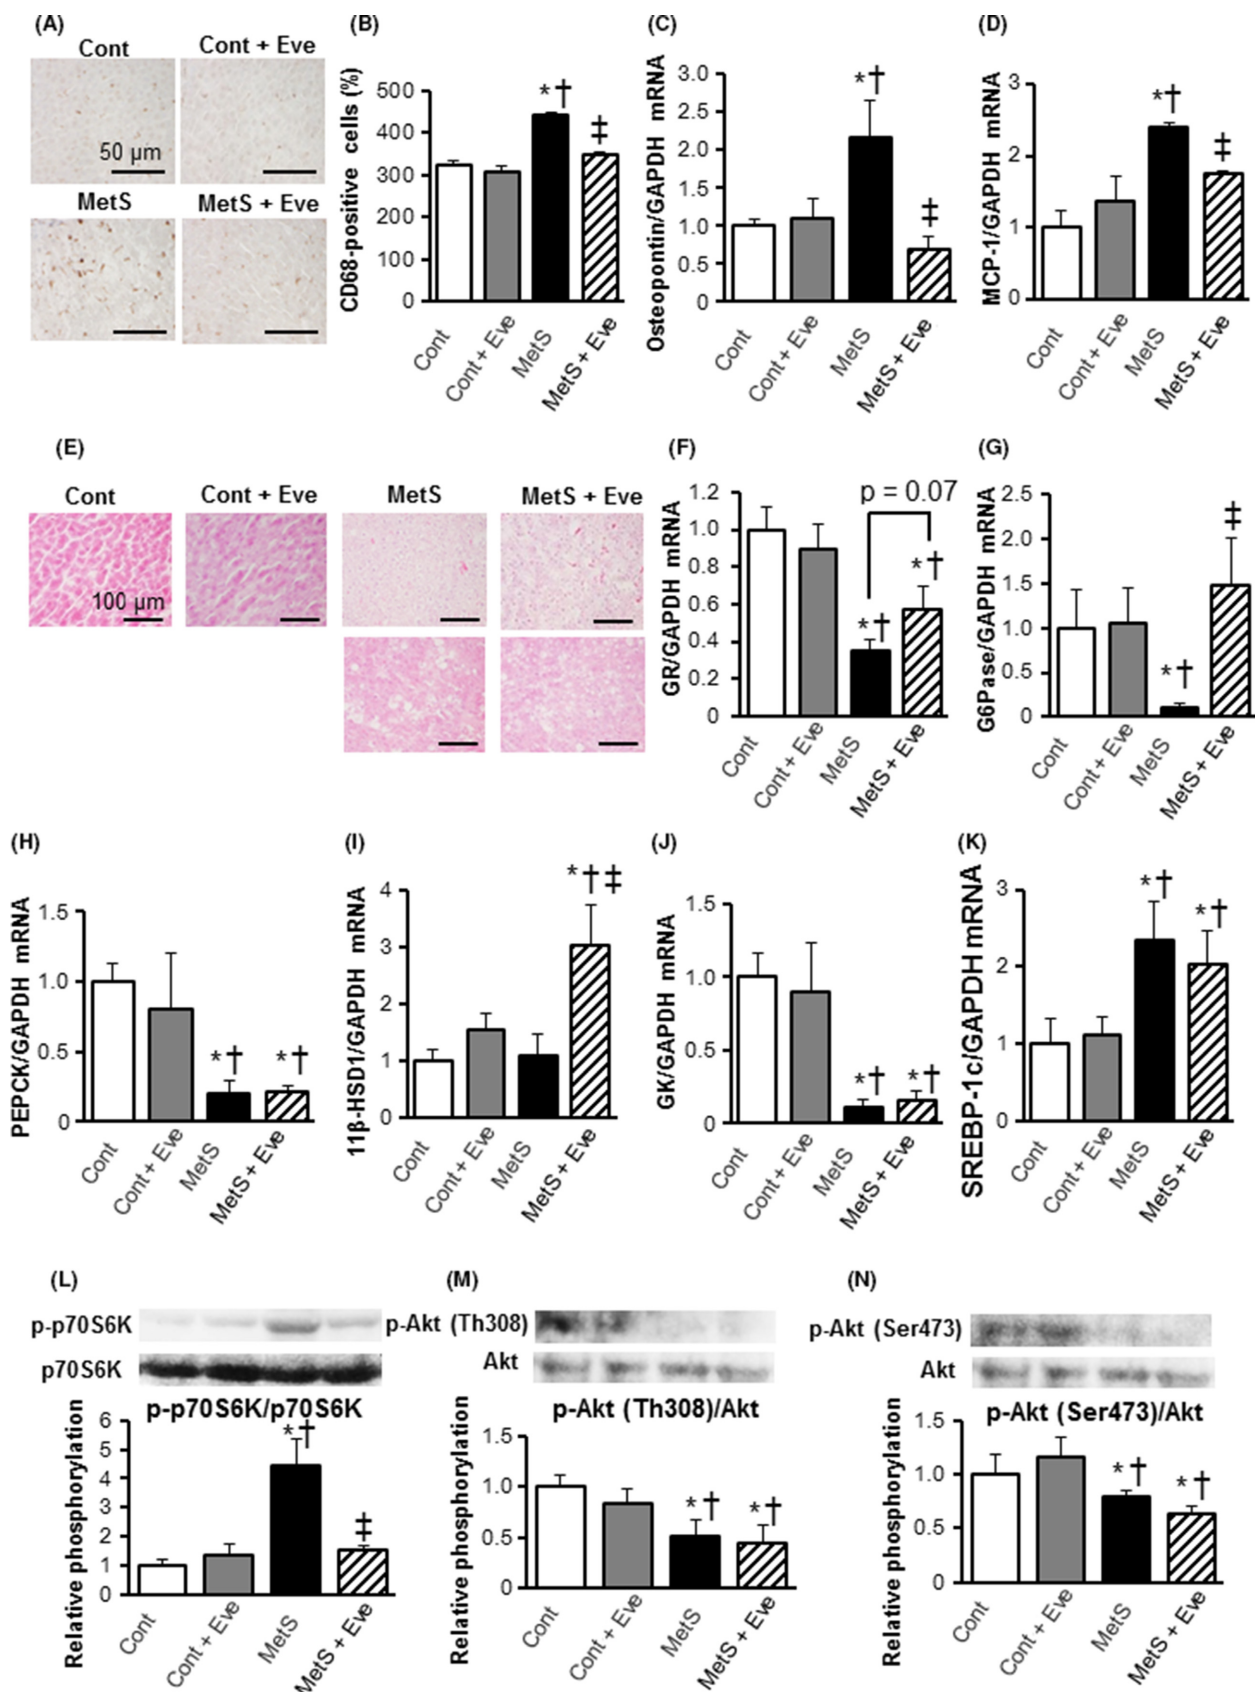 (A)
Cont
Cont + Eve
50 µm
MetS
MetS + Eve
(B)
CD68-positive cells (%)
500
400
300
200
100
0
*†
‡
Cont
Cont + Eve
MetS
MetS + Eve
(C)
Osteopontin/GAPDH mRNA
3.0
2.5
2.0
1.5
1.0
0.5
0
*†
‡
Cont
Cont + Eve
MetS
MetS + Eve
(D)
MCP-1/GAPDH mRNA
3
2
1
0
*†
‡
Cont
Cont + Eve
MetS
MetS + Eve
(E)
Cont
Cont + Eve
MetS
MetS + Eve
100 µm
(F)
GR/GAPDH mRNA
1.2
1.0
0.8
0.6
0.4
0.2
0
p = 0.07
*†
*†
Cont
Cont + Eve
MetS
MetS + Eve
(G)
G6Pase/GAPDH mRNA
2.5
2.0
1.5
1.0
0.5
0
*†
‡
Cont
Cont + Eve
MetS
MetS + Eve
(H)
PEPCK/GAPDH mRNA
1.5
1.0
0.5
0
*†
*†
Cont
Cont + Eve
MetS
MetS + Eve
(I)
11β-HSD1/GAPDH mRNA
4
3
2
1
0
*†‡
Cont
Cont + Eve
MetS
MetS + Eve
(J)
GK/GAPDH mRNA
1.5
1.0
0.5
0
*†
*†
Cont
Cont + Eve
MetS
MetS + Eve
(K)
SREBP-1c/GAPDH mRNA
3
2
1
0
*†
*†
Cont
Cont + Eve
MetS
MetS + Eve
(L)
p-p70S6K
p70S6K
p-p70S6K/p70S6K
Relative phosphorylation
6
5
4
3
2
1
0
*†
‡
Cont
Cont + Eve
MetS
MetS + Eve
(M)
p-Akt (Th308)
Akt
p-Akt (Th308)/Akt
Relative phosphorylation
1.5
1.0
0.5
0
*†
*†
Cont
Cont + Eve
MetS
MetS + Eve
(N)
p-Akt (Ser473)
Akt
p-Akt (Ser473)/Akt
Relative phosphorylation
1.5
1.0
0.5
0
*†
*†
Cont
Cont + Eve
MetS
MetS + Eve